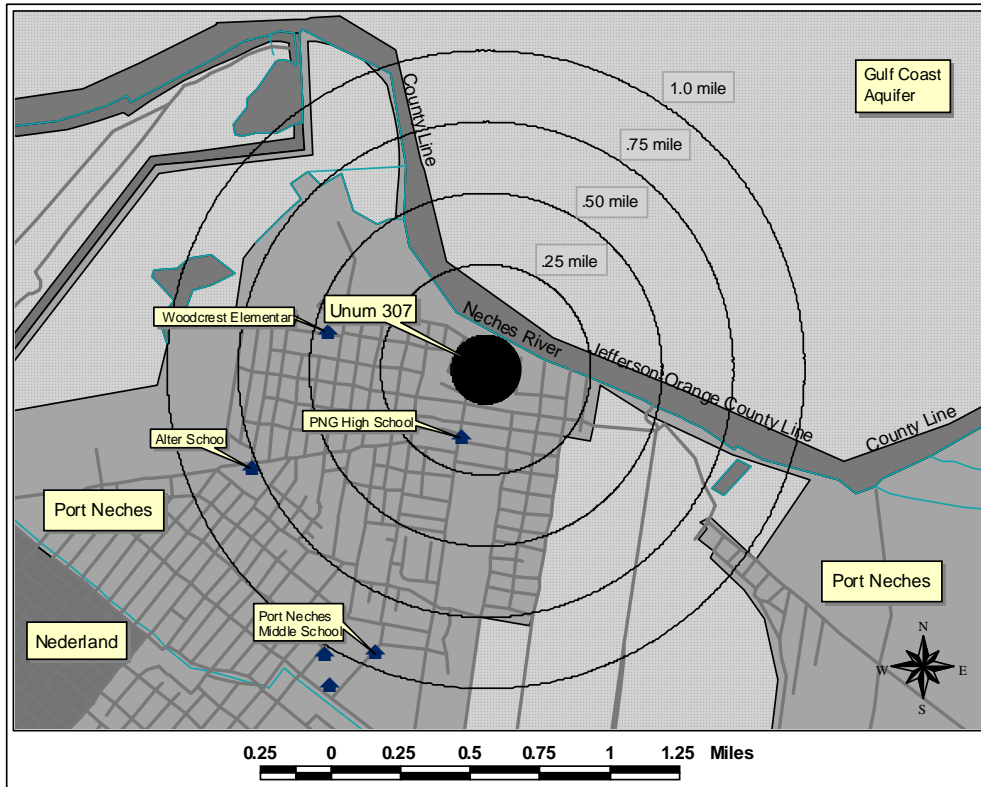 1.0 mile
Gulf Coast
Aquifer
County Line
.75 mile
.50 mile
.25 mile
Woodcrest Elementar
Unum 307
Neches River
Jefferson-Orange County Line
County Line
PNG High School
Alter Schoo
Port Neches
Port Neches
Port Neches
Middle School
Nederland
N
W
E
S
0.25 0 0.25 0.5 0.75 1 1.25 Miles